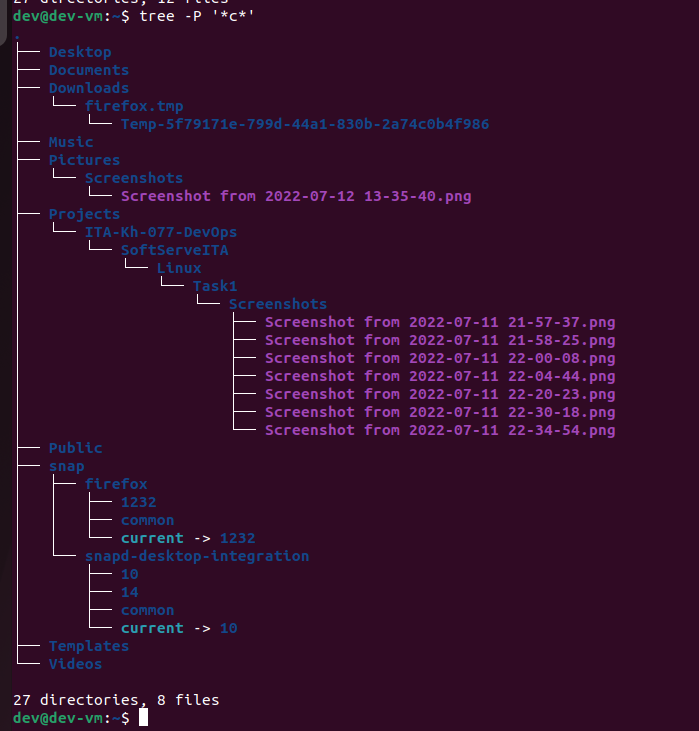 27 directories, 12 files
dev@dev-vm:~$ tree -P '*c*'
.
├── Desktop
├── Documents
├── Downloads
│   └── firefox.tmp
│       └── Temp-5f79171e-799d-44a1-830b-2a74c0b4f986
├── Music
├── Pictures
│   └── Screenshots
│       └── Screenshot from 2022-07-12 13-35-40.png
├── Projects
│   └── ITA-Kh-077-DevOps
│       └── SoftServeITA
│           └── Linux
│               └── Task1
│                   └── Screenshots
│                       ├── Screenshot from 2022-07-11 21-57-37.png
│                       ├── Screenshot from 2022-07-11 21-58-25.png
│                       ├── Screenshot from 2022-07-11 22-00-08.png
│                       ├── Screenshot from 2022-07-11 22-04-44.png
│                       ├── Screenshot from 2022-07-11 22-20-23.png
│                       ├── Screenshot from 2022-07-11 22-30-18.png
│                       └── Screenshot from 2022-07-11 22-34-54.png
├── Public
├── snap
│   ├── firefox
│   │   ├── 1232
│   │   ├── common
│   │   └── current -> 1232
│   └── snapd-desktop-integration
│       ├── 10
│       ├── 14
│       ├── common
│       └── current -> 10
├── Templates
└── Videos
27 directories, 8 files
dev@dev-vm:~$